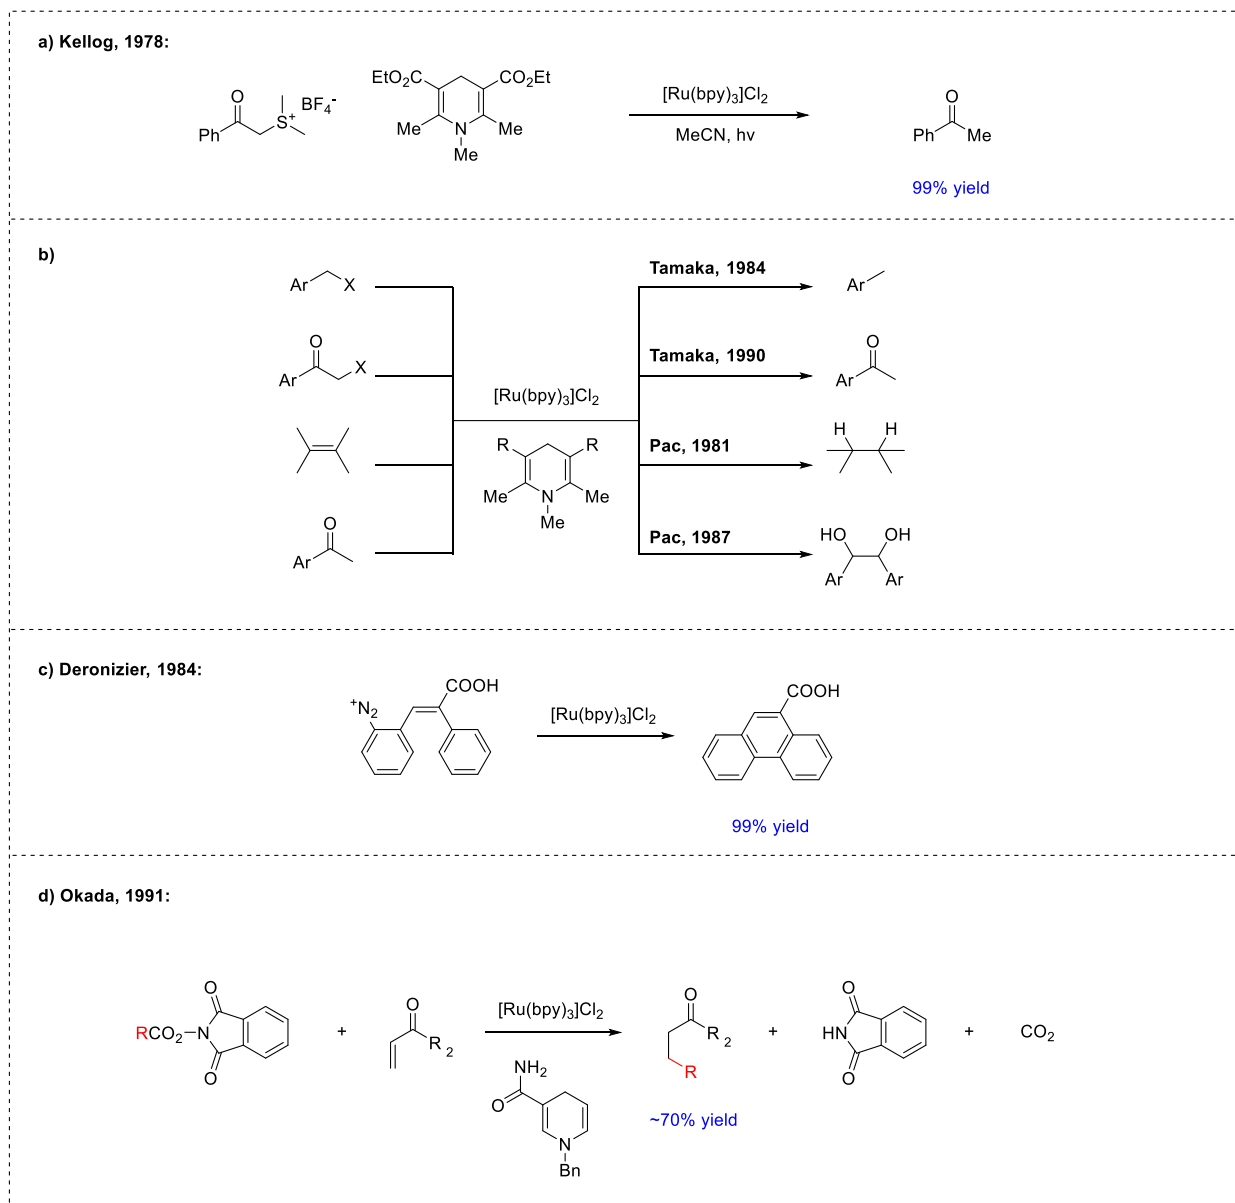 a) Kellog, 1978:
O
Ph
S+
BF4-
EtO2C
CO2Et
Me
N
Me
Me
[Ru(bpy)3]Cl2
MeCN, hv
O
Ph
Me
99% yield
b)
Ar
X
Tamaka, 1984
Ar
O
Ar
X
Tamaka, 1990
O
Ar
[Ru(bpy)3]Cl2
R
R
Me
N
Me
Me
Pac, 1981
H
H
O
Ar
Pac, 1987
HO
OH
Ar
Ar
c) Deronizier, 1984:
+N2
COOH
[Ru(bpy)3]Cl2
COOH
99% yield
d) Okada, 1991:
RCO2
N
O
O
+
O
R 2
[Ru(bpy)3]Cl2
NH2
O
N
Bn
O
R 2
R
~70% yield
+
O
HN
O
+
CO2